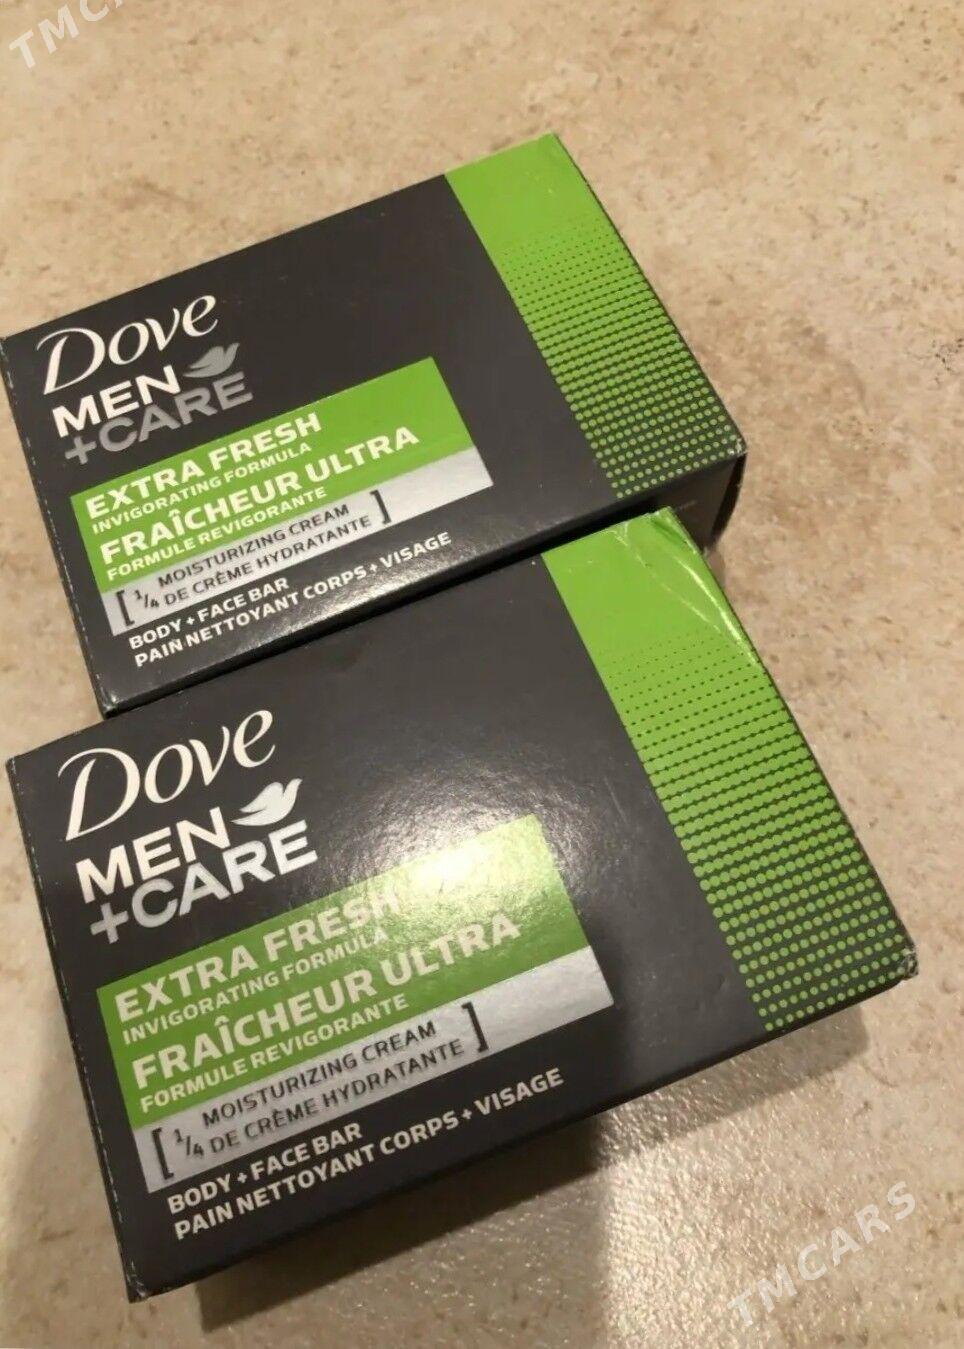 TMCA
Dove
MEN
+CARE
EXTRA FRESH
INVIGORATING FORMULA
FRAÎCHEUR ULTRA
FORMULE REVIGORANTE
MOISTURIZING CREAM
[ 1/4 DE CRÈME HYDRATANTE ]
BODY + FACE BAR
PAIN NETTOYANT CORPS + VISAGE
Dove
MEN
+CARE
EXTRA FRESH
INVIGORATING FORMULA
FRAÎCHEUR ULTRA
FORMULE REVIGORANTE
MOISTURIZING CREAM
[ 1/4 DE CRÈME HYDRATANTE ]
BODY + FACE BAR
PAIN NETTOYANT CORPS + VISAGE
TMCARS